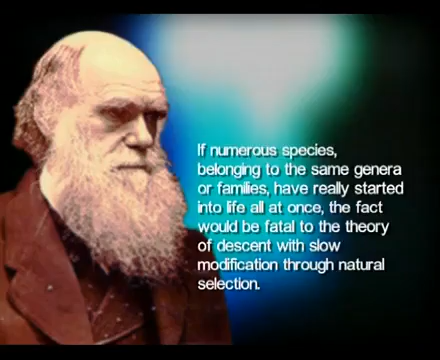 If numerous species,
belonging to the same genera
or families, have really started
into life all at once, the fact
would be fatal to the theory
of descent with slow
modification through natural
selection.